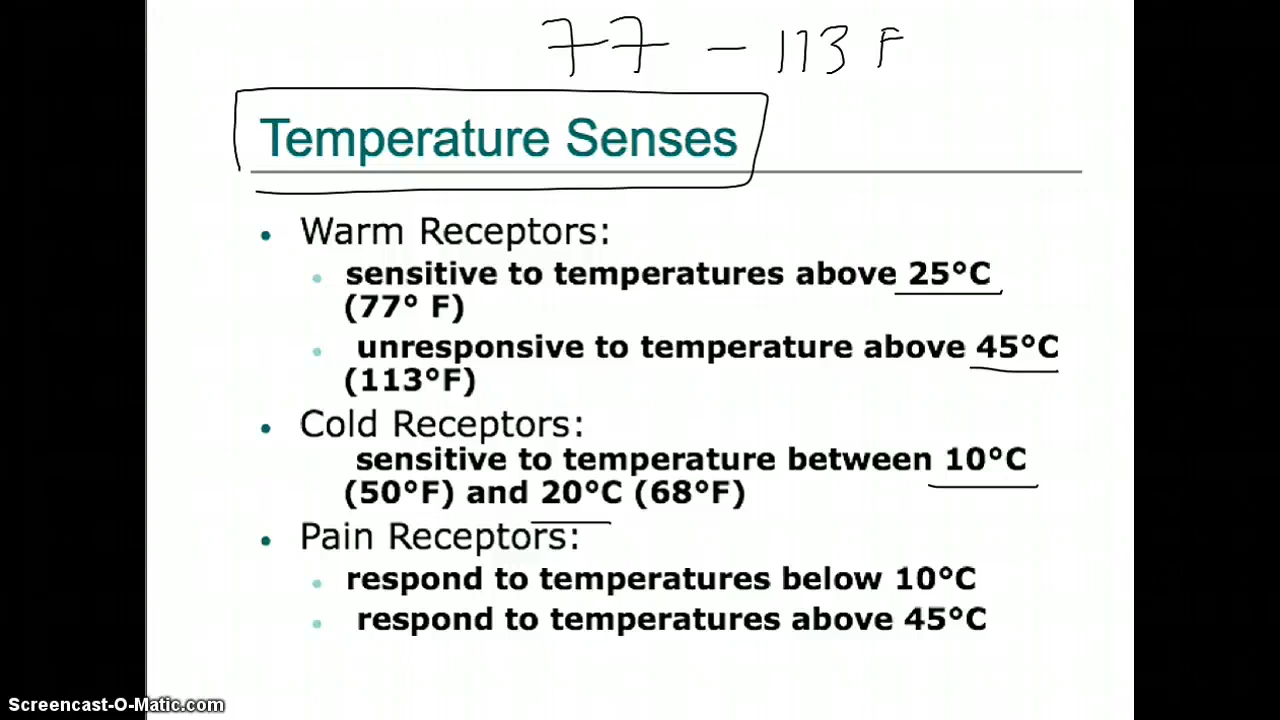 77 - 113 F
Temperature Senses
• Warm Receptors:
• sensitive to temperatures above 25°C
(77° F)
• unresponsive to temperature above 45°C
(113°F)
• Cold Receptors:
sensitive to temperature between 10°C
(50°F) and 20°C (68°F)
• Pain Receptors:
• respond to temperatures below 10°C
• respond to temperatures above 45°C
Screencast-O-Matic.com